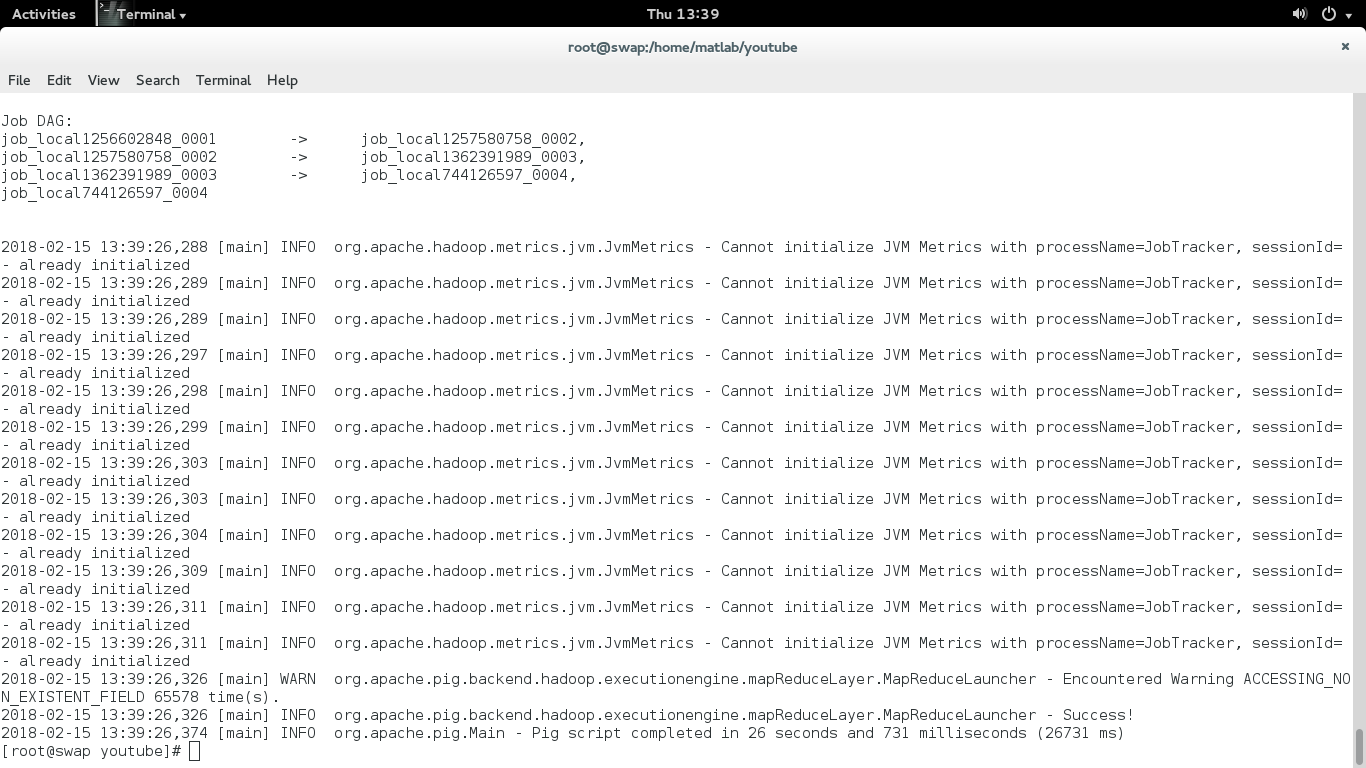 Activities Terminal Thu 13:39
root@swap:/home/matlab/youtube ×
File Edit View Search Terminal Help
Job DAG:
job_local1256602848_0001 -> job_local1257580758_0002,
job_local1257580758_0002 -> job_local1362391989_0003,
job_local1362391989_0003 -> job_local744126597_0004,
job_local744126597_0004
2018-02-15 13:39:26,288 [main] INFO org.apache.hadoop.metrics.jvm.JvmMetrics - Cannot initialize JVM Metrics with processName=JobTracker, sessionId=
- already initialized
2018-02-15 13:39:26,289 [main] INFO org.apache.hadoop.metrics.jvm.JvmMetrics - Cannot initialize JVM Metrics with processName=JobTracker, sessionId=
- already initialized
2018-02-15 13:39:26,289 [main] INFO org.apache.hadoop.metrics.jvm.JvmMetrics - Cannot initialize JVM Metrics with processName=JobTracker, sessionId=
- already initialized
2018-02-15 13:39:26,297 [main] INFO org.apache.hadoop.metrics.jvm.JvmMetrics - Cannot initialize JVM Metrics with processName=JobTracker, sessionId=
- already initialized
2018-02-15 13:39:26,298 [main] INFO org.apache.hadoop.metrics.jvm.JvmMetrics - Cannot initialize JVM Metrics with processName=JobTracker, sessionId=
- already initialized
2018-02-15 13:39:26,299 [main] INFO org.apache.hadoop.metrics.jvm.JvmMetrics - Cannot initialize JVM Metrics with processName=JobTracker, sessionId=
- already initialized
2018-02-15 13:39:26,303 [main] INFO org.apache.hadoop.metrics.jvm.JvmMetrics - Cannot initialize JVM Metrics with processName=JobTracker, sessionId=
- already initialized
2018-02-15 13:39:26,303 [main] INFO org.apache.hadoop.metrics.jvm.JvmMetrics - Cannot initialize JVM Metrics with processName=JobTracker, sessionId=
- already initialized
2018-02-15 13:39:26,304 [main] INFO org.apache.hadoop.metrics.jvm.JvmMetrics - Cannot initialize JVM Metrics with processName=JobTracker, sessionId=
- already initialized
2018-02-15 13:39:26,309 [main] INFO org.apache.hadoop.metrics.jvm.JvmMetrics - Cannot initialize JVM Metrics with processName=JobTracker, sessionId=
- already initialized
2018-02-15 13:39:26,311 [main] INFO org.apache.hadoop.metrics.jvm.JvmMetrics - Cannot initialize JVM Metrics with processName=JobTracker, sessionId=
- already initialized
2018-02-15 13:39:26,311 [main] INFO org.apache.hadoop.metrics.jvm.JvmMetrics - Cannot initialize JVM Metrics with processName=JobTracker, sessionId=
- already initialized
2018-02-15 13:39:26,326 [main] WARN org.apache.pig.backend.hadoop.executionengine.mapReduceLayer.MapReduceLauncher - Encountered Warning ACCESSING_NO
N_EXISTENT_FIELD 65578 time(s).
2018-02-15 13:39:26,326 [main] INFO org.apache.pig.backend.hadoop.executionengine.mapReduceLayer.MapReduceLauncher - Success!
2018-02-15 13:39:26,374 [main] INFO org.apache.pig.Main - Pig script completed in 26 seconds and 731 milliseconds (26731 ms)
[root@swap youtube]#